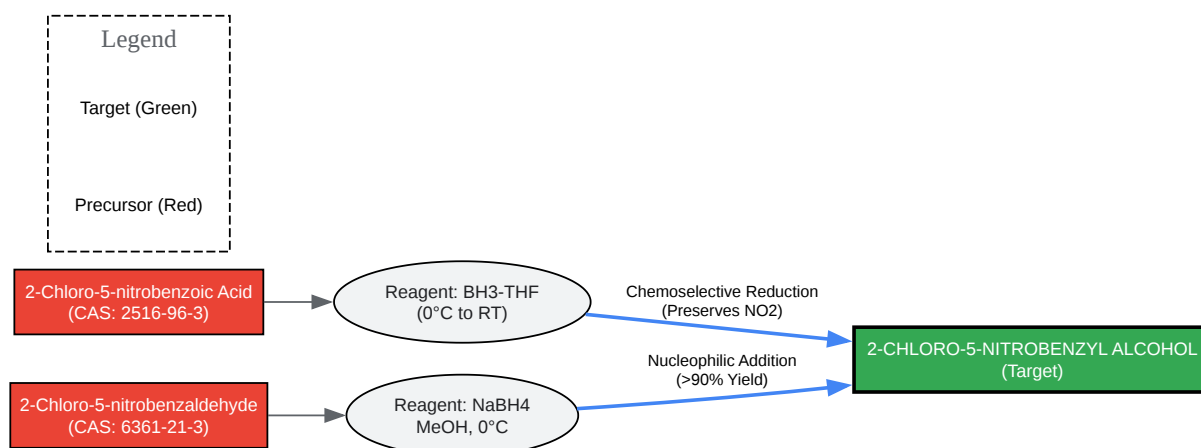 Legend
Target (Green)
Precursor (Red)
2-Chloro-5-nitrobenzoic Acid
(CAS: 2516-96-3)
Reagent: BH3-THF
(0°C to RT)
Chemoselective Reduction
(Preserves NO2)
2-CHLORO-5-NITROBENZYL ALCOHOL
(Target)
Nucleophilic Addition
(>90% Yield)
2-Chloro-5-nitrobenzaldehyde
(CAS: 6361-21-3)
Reagent: NaBH4
MeOH, 0°C